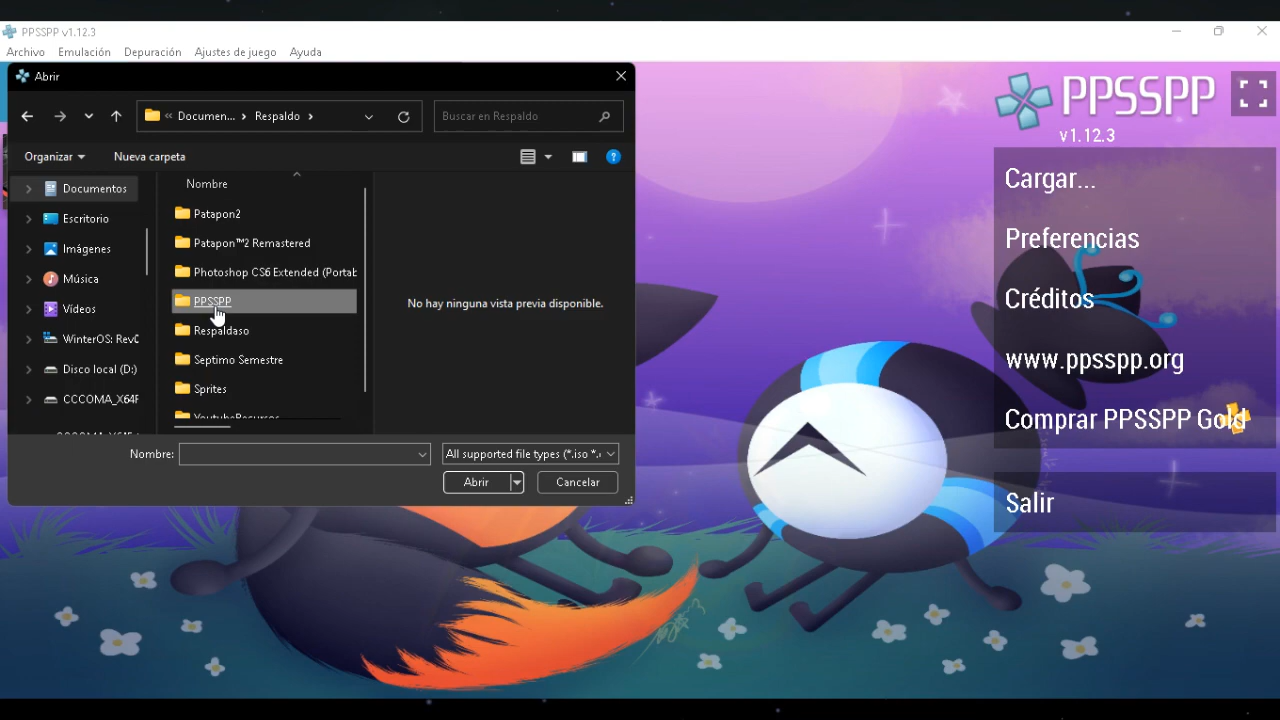 PPSSPP v1.12.3
Archivo Emulación Depuración Ajustes de juego Ayuda
Abrir
« Documen... › Respaldo ›
Buscar en Respaldo
Organizar Nueva carpeta
Documentos
Escritorio
Imágenes
Música
Vídeos
WinterOS:
Disco local (D:)
CCCOMA_X64F
Nombre
Patapon2
Patapon™2 Remastered
Photoshop CS6 Extended (Portab
PPSSPP
Respaldaso
Septimo Semestre
Sprites
YoutubeRecursos
No hay ninguna vista previa disponible.
Nombre:
All supported file types (*.iso *.
Abrir
Cancelar
PPSSPP
v1.12.3
Cargar...
Preferencias
Créditos
www.ppsspp.org
Comprar PPSSPP Gold
Salir